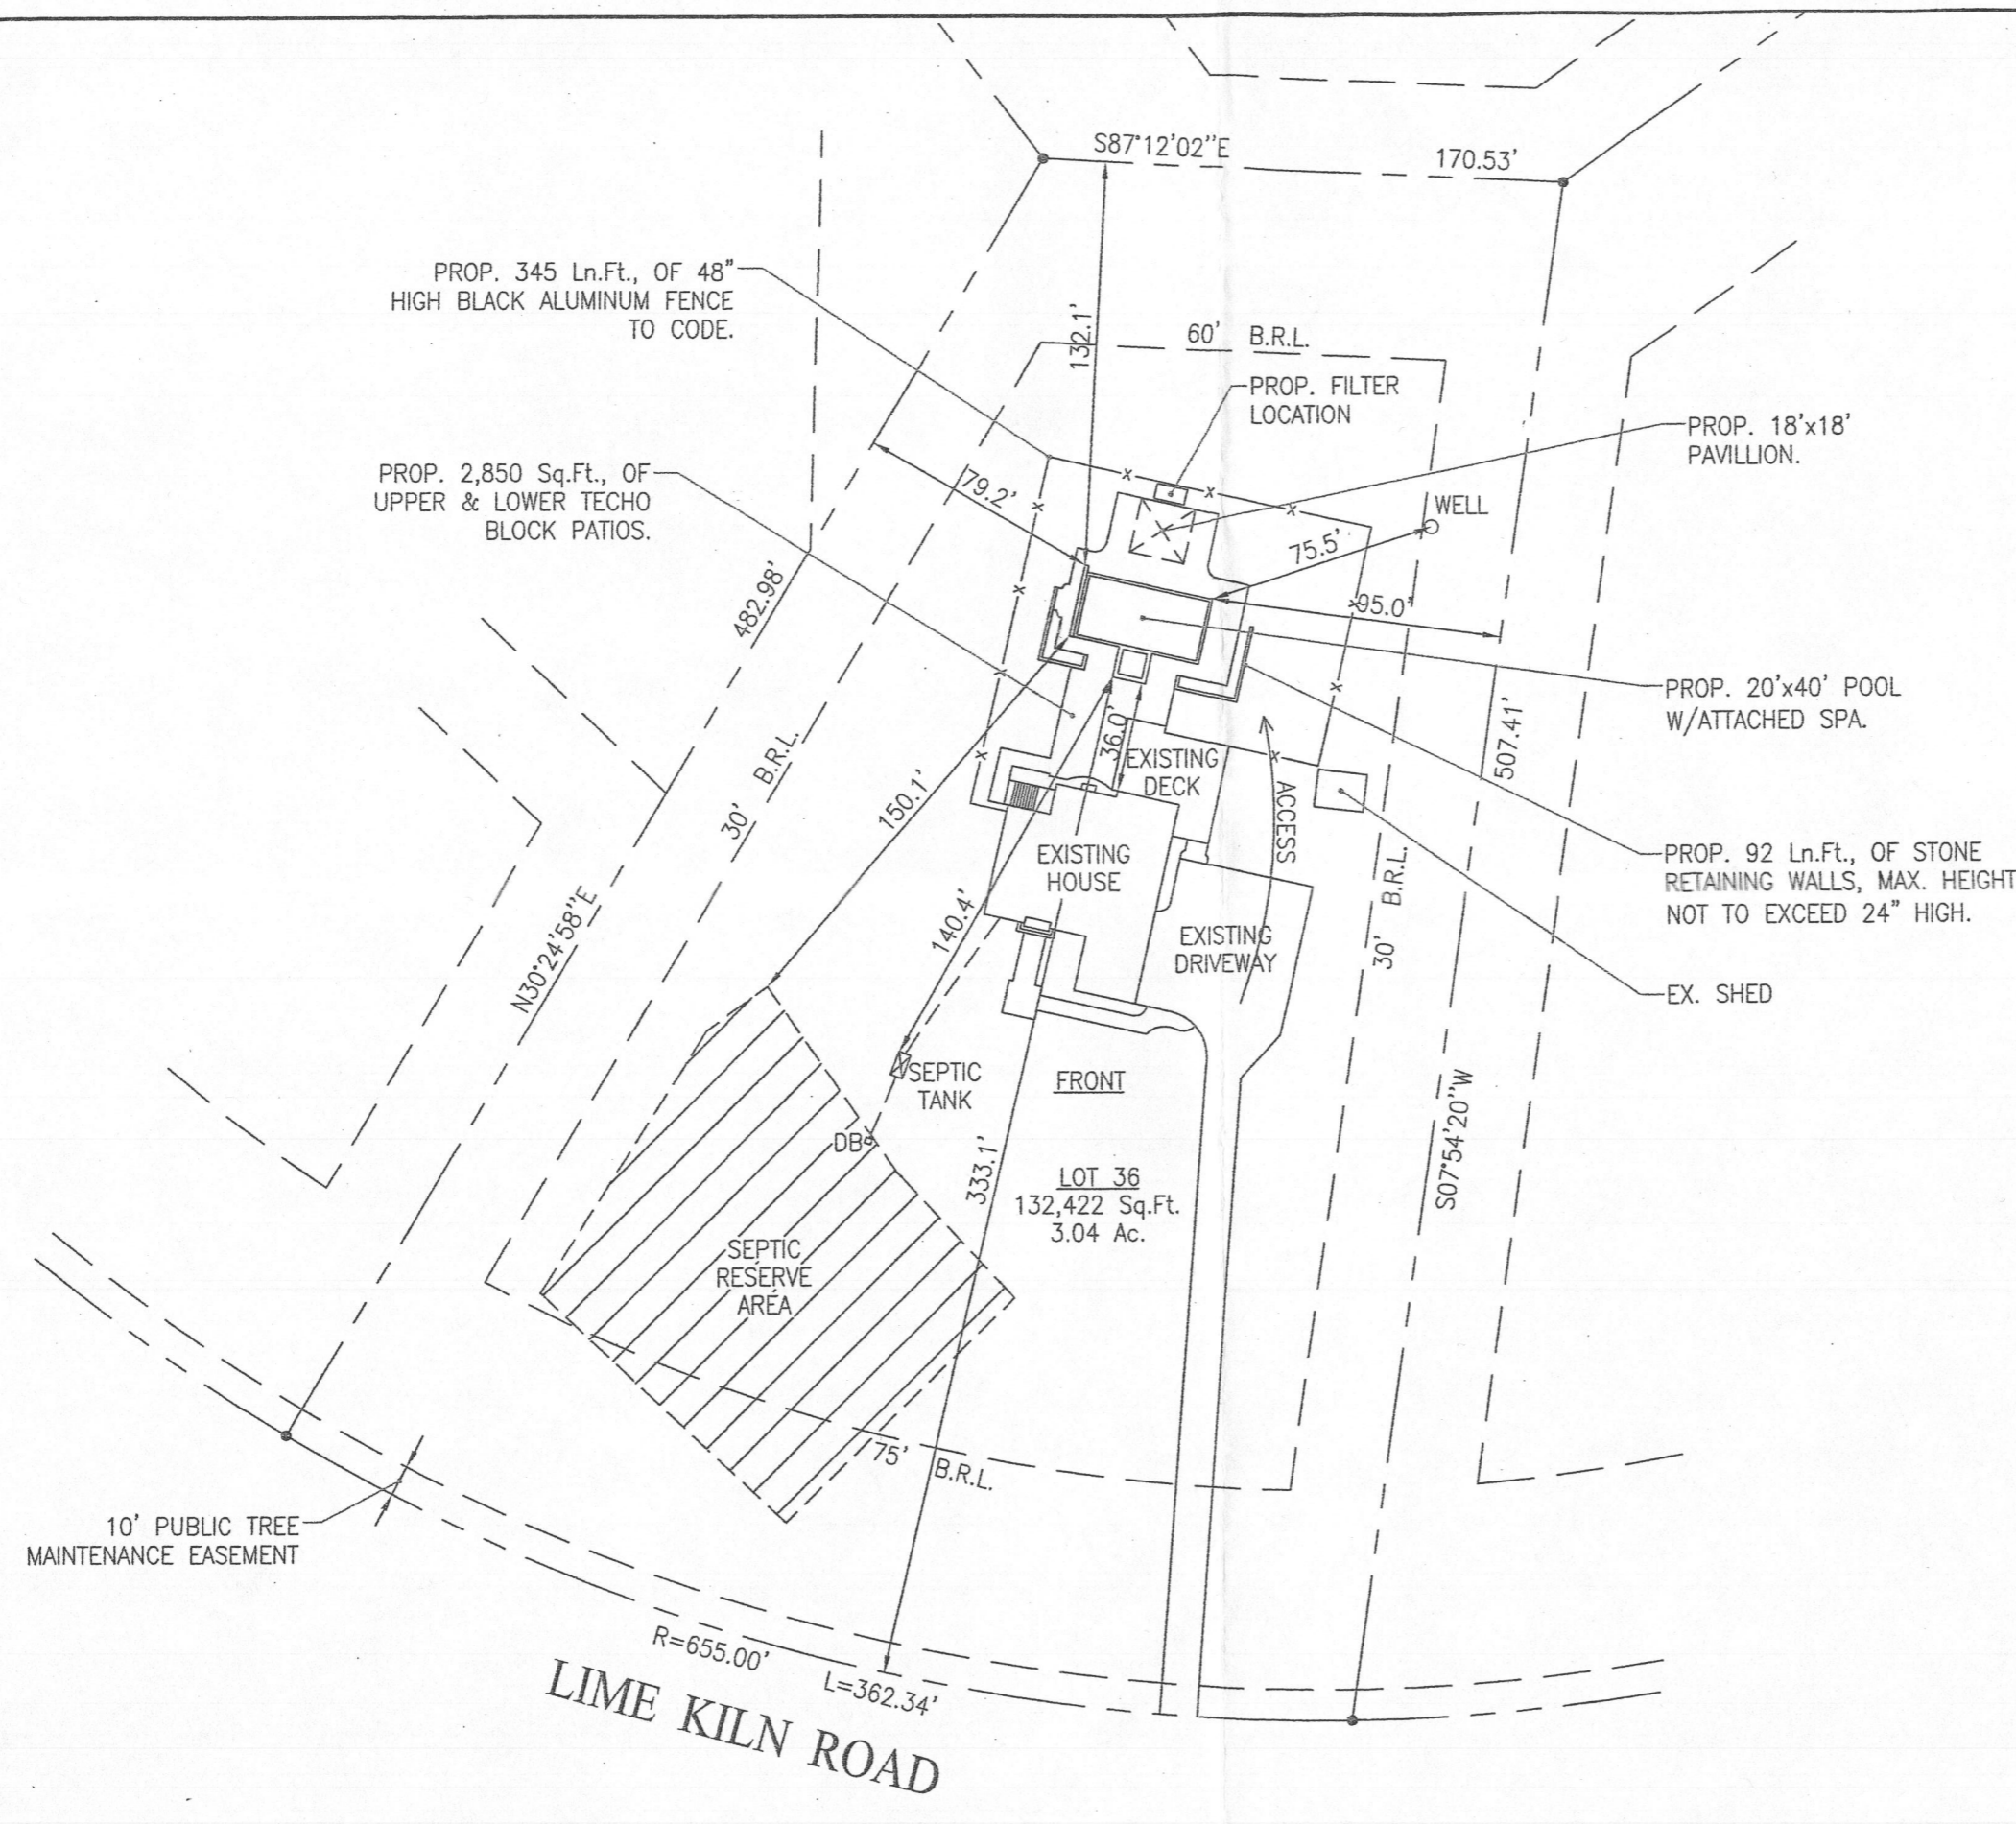 S87°12'02"E
170.53'
PROP. 345 Ln.Ft., OF 48"
HIGH BLACK ALUMINUM FENCE
TO CODE.
132.1'
60' B.R.L.
PROP. FILTER
LOCATION
PROP. 18'x18'
PAVILLION.
PROP. 2,850 Sq.Ft., OF
UPPER & LOWER TECHO
BLOCK PATIOS.
79.2'
WELL
75.5'
95.0'
482.98'
PROP. 20'x40' POOL
W/ATTACHED SPA.
507.41'
36.0'
EXISTING
DECK
30' B.R.L.
150.1'
ACCESS
EXISTING
HOUSE
PROP. 92 Ln.Ft., OF STONE
RETAINING WALLS, MAX. HEIGHT
NOT TO EXCEED 24" HIGH.
140.4'
30' B.R.L.
EXISTING
DRIVEWAY
N30°24'58"E
EX. SHED
SEPTIC
TANK
FRONT
DB
333.1'
S07°54'20"W
LOT 36
132,422 Sq.Ft.
3.04 Ac.
SEPTIC
RESERVE
AREA
75' B.R.L.
10' PUBLIC TREE
MAINTENANCE EASEMENT
R=655.00'
L=362.34'
LIME KILN ROAD